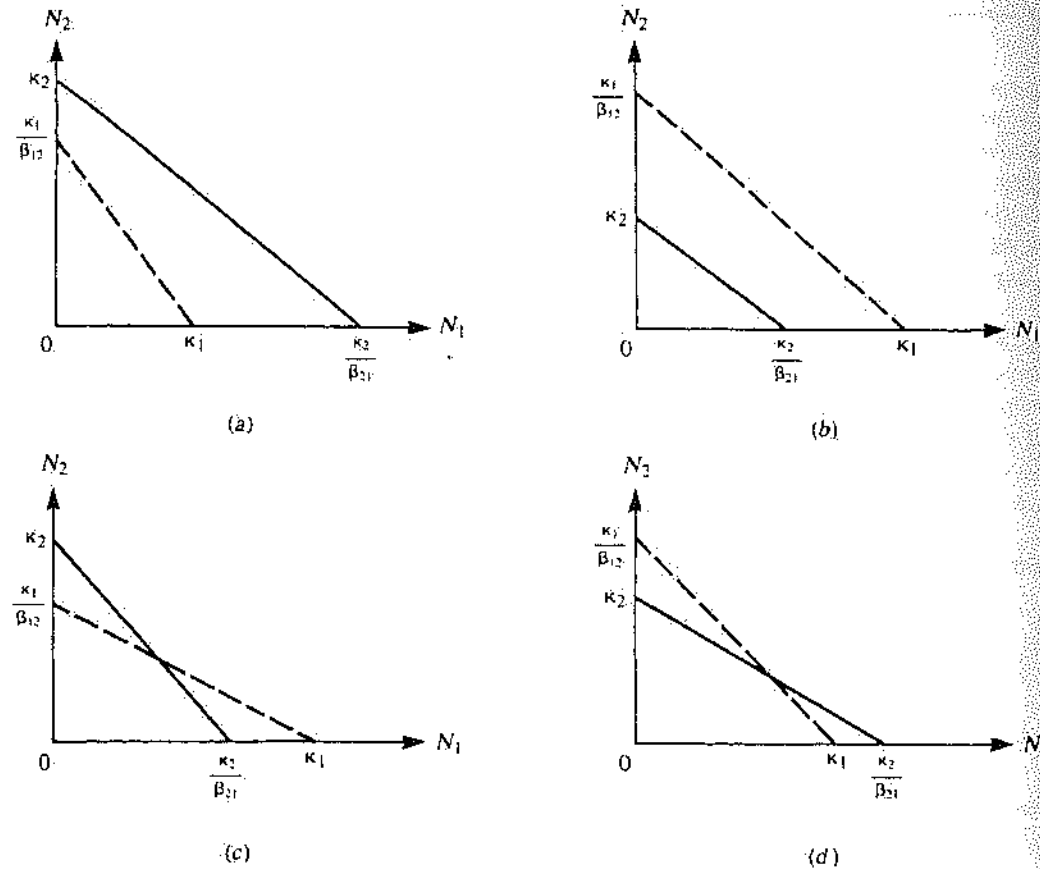 N₂
κ₂
κ₁
β₁₂
0
κ₁
κ₂
β₂₁
N₁
(a)
N₂
κ₁
β₁₂
κ₂
0
κ₂
β₂₁
κ₁
N₁
(b)
N₂
κ₂
κ₁
β₁₂
0
κ₂
β₂₁
κ₁
N₁
(c)
N₂
κ₁
β₁₂
κ₂
0
κ₁
κ₂
β₂₁
N
(d)